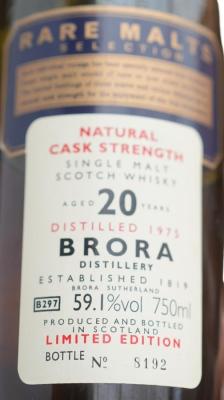 RARE MALTS
SELECTION
NATURAL
CASK STRENGTH
SINGLE MALT
SCOTCH WHISKY
AGED 20 YEARS
DISTILLED 1975
BRORA
DISTILLERY
ESTABLISHED 1819
BRORA SUTHERLAND
B297 59.1%vol 750ml
PRODUCED AND BOTTLED
IN SCOTLAND
LIMITED EDITION
BOTTLE Nº 8192